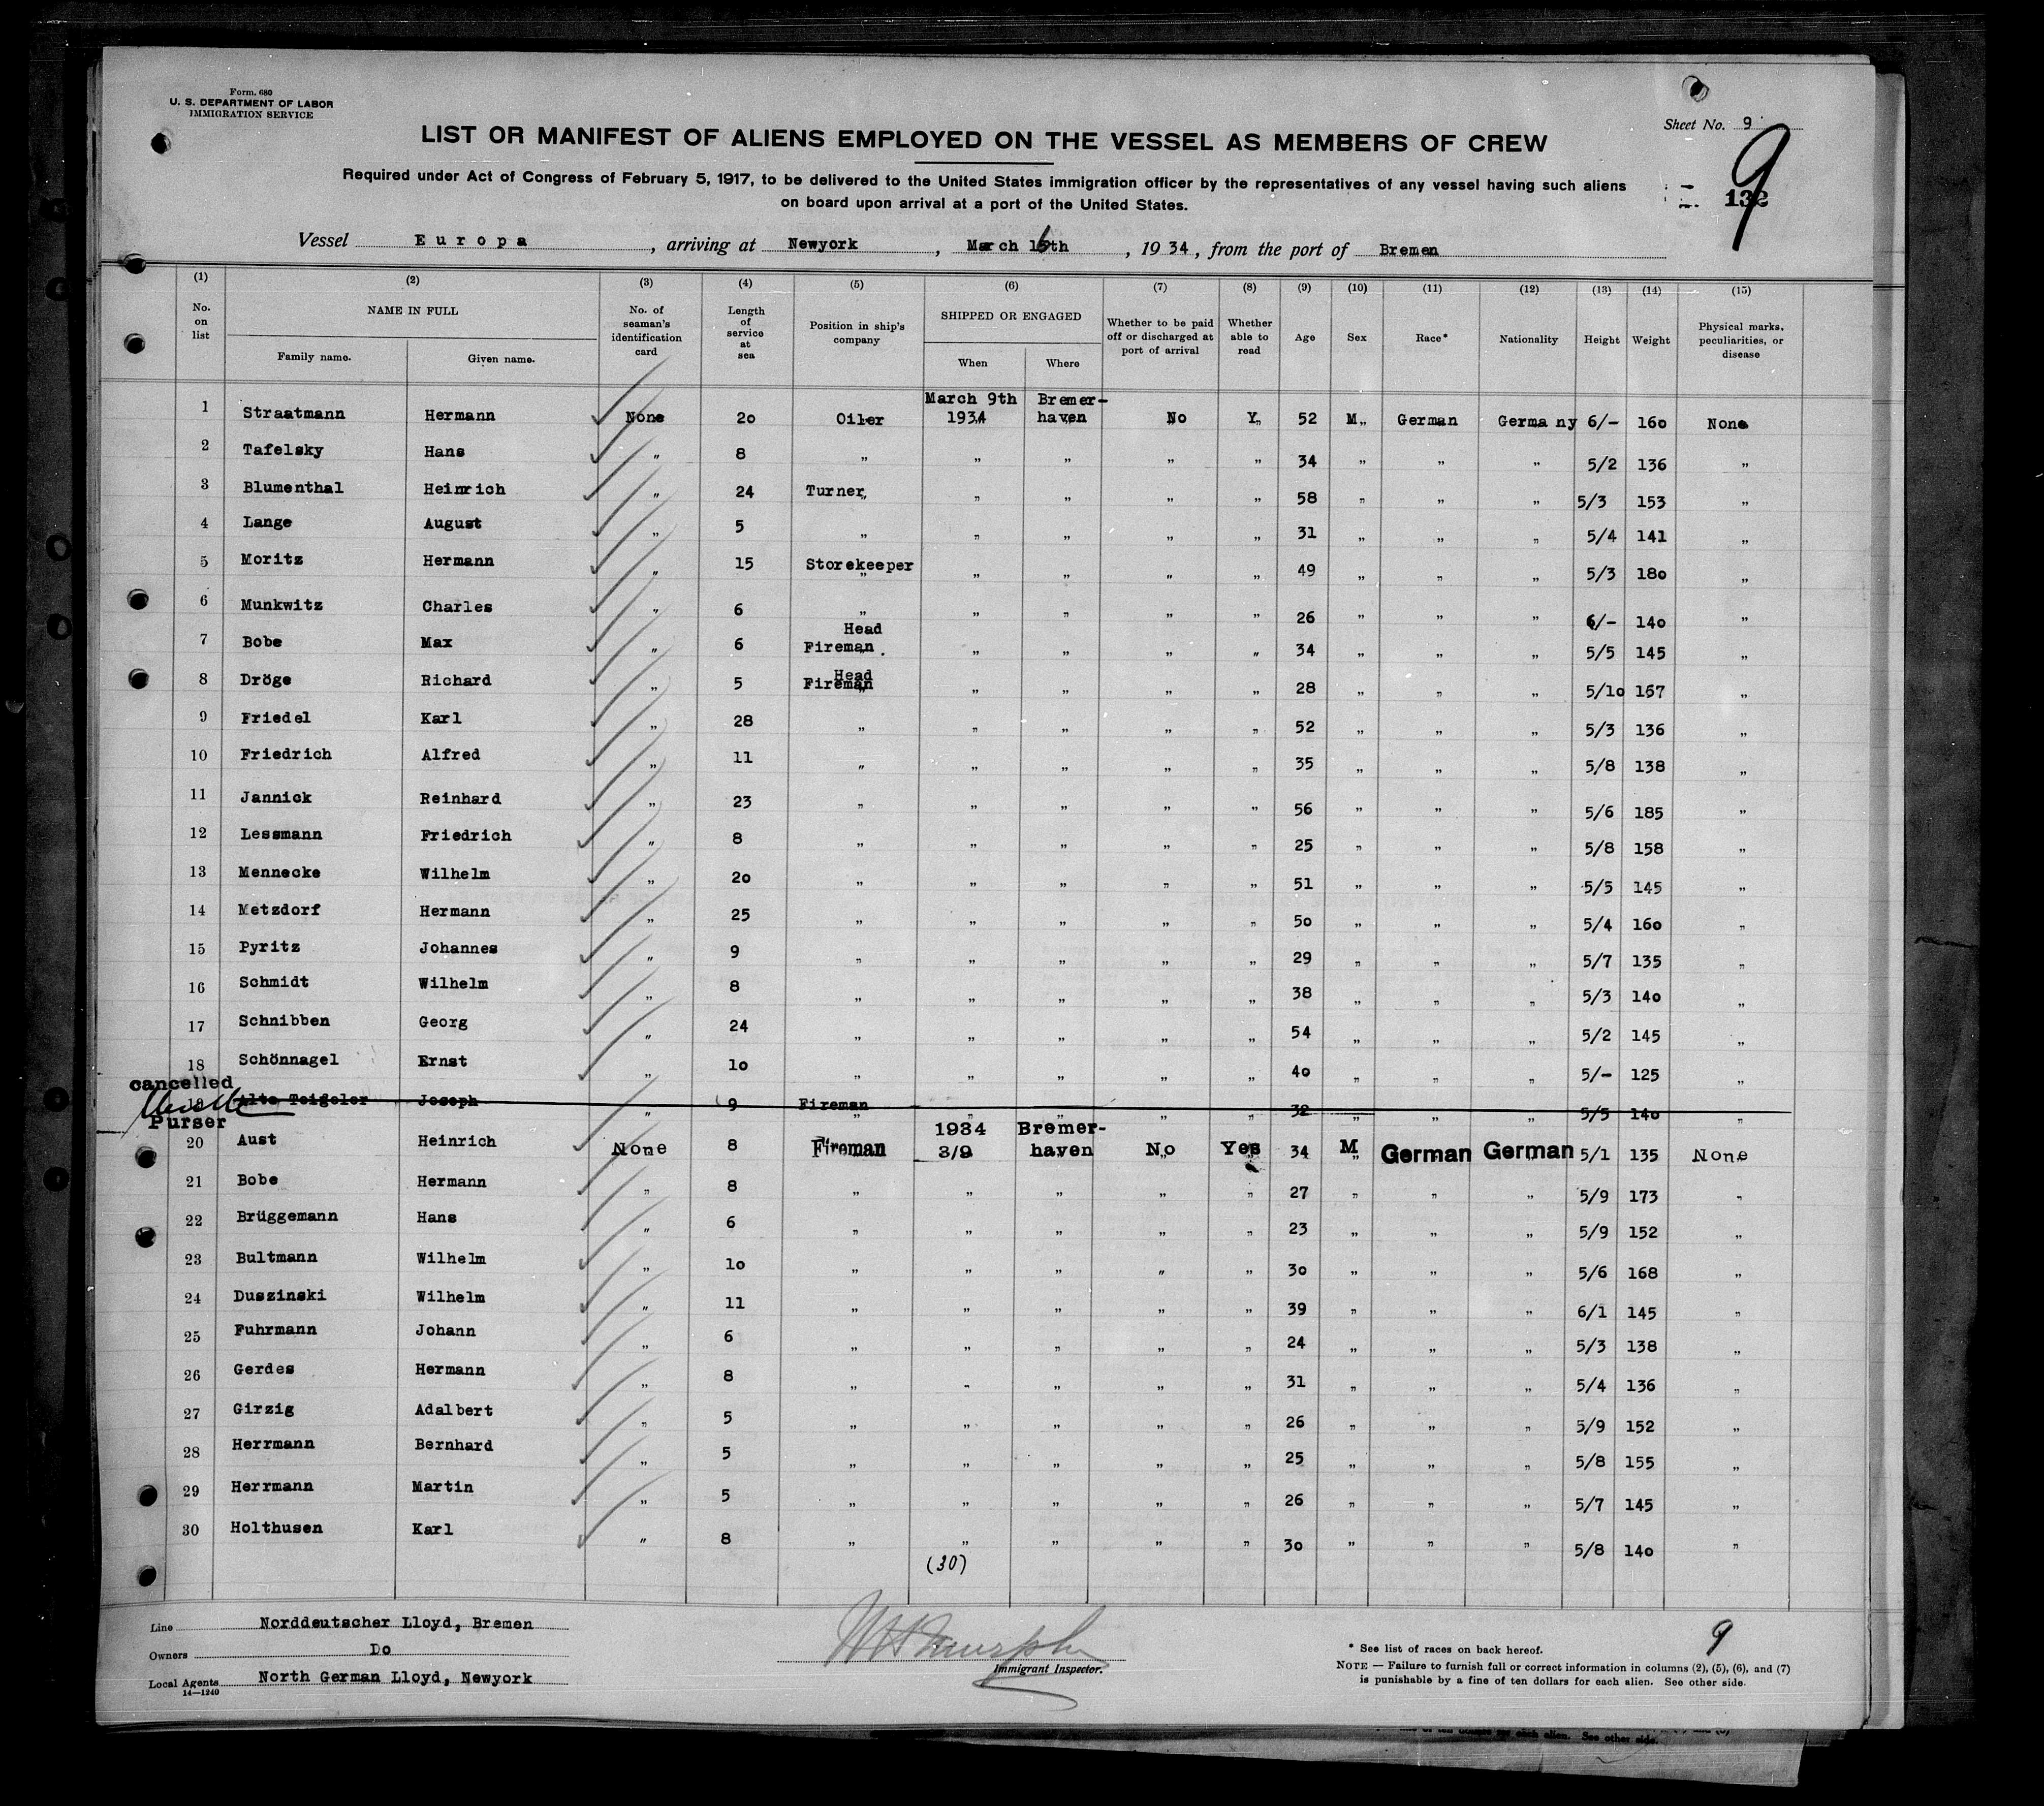 Form. 680
U. S. DEPARTMENT OF LABOR
IMMIGRATION SERVICE
Sheet No. 9
LIST OR MANIFEST OF ALIENS EMPLOYED ON THE VESSEL AS MEMBERS OF CREW
9
132
Required under Act of Congress of February 5, 1917, to be delivered to the United States immigration officer by the representatives of any vessel having such aliens
on board upon arrival at a port of the United States.
Vessel Europa, arriving at Newyork, March 16th, 1934, from the port of Bremen
(1) (2) (3) (4) (5) (6) (7) (8) (9) (10) (11) (12) (13) (14) (15)
No. on list NAME IN FULL Family name. Given name. No. of seaman's identification card Length of service at sea Position in ship's company SHIPPED OR ENGAGED When Where Whether to be paid off or discharged at port of arrival Whether able to read Age Sex Race* Nationality Height Weight Physical marks, peculiarities, or disease
1 Straatmann Hermann None 20 Oiler March 9th 1934 Bremer- haven No Y 52 M German Germany 6/- 160 None
2 Tafelsky Hans „ 8 „ „ „ „ „ 34 „ „ „ 5/2 136 „
3 Blumenthal Heinrich „ 24 Turner „ „ „ „ 58 „ „ „ 5/3 153 „
4 Lange August „ 5 „ „ „ „ „ 31 „ „ „ 5/4 141 „
5 Moritz Hermann „ 15 Storekeeper „ „ „ „ 49 „ „ „ 5/3 180 „
6 Munkwitz Charles „ 6 „ „ „ „ „ 26 „ „ „ 6/- 140 „
7 Bobe Max „ 6 Head Fireman „ „ „ „ 34 „ „ „ 5/5 145 „
8 Dröge Richard „ 5 Head Fireman „ „ „ „ 28 „ „ „ 5/10 167 „
9 Friedel Karl „ 28 „ „ „ „ „ 52 „ „ „ 5/3 136 „
10 Friedrich Alfred „ 11 „ „ „ „ „ 35 „ „ „ 5/8 138 „
11 Jannick Reinhard „ 23 „ „ „ „ „ 56 „ „ „ 5/6 185 „
12 Lessmann Friedrich „ 8 „ „ „ „ „ 25 „ „ „ 5/8 158 „
13 Mennecke Wilhelm „ 20 „ „ „ „ „ 51 „ „ „ 5/5 145 „
14 Metzdorf Hermann „ 25 „ „ „ „ „ 50 „ „ „ 5/4 160 „
15 Pyritz Johannes „ 9 „ „ „ „ „ 29 „ „ „ 5/7 135 „
16 Schmidt Wilhelm „ 8 „ „ „ „ „ 38 „ „ „ 5/3 140 „
17 Schnibben Georg „ 24 „ „ „ „ „ 54 „ „ „ 5/2 145 „
18 Schönnagel Ernst „ 10 „ „ „ „ „ 40 „ „ „ 5/- 125 „
cancelled
19 Alte Teigeler Joseph „ 9 Fireman „ „ „ „ 32 „ „ „ 5/5 140 „
Purser
20 Aust Heinrich None 8 Fireman 1934 3/9 Bremer- haven No Yes 34 M German German 5/1 135 None
21 Bobe Hermann „ 8 „ „ „ „ „ 27 „ „ „ 5/9 173 „
22 Brüggemann Hans „ 6 „ „ „ „ „ 23 „ „ „ 5/9 152 „
23 Bultmann Wilhelm „ 10 „ „ „ „ „ 30 „ „ „ 5/6 168 „
24 Duszinski Wilhelm „ 11 „ „ „ „ „ 39 „ „ „ 6/1 145 „
25 Fuhrmann Johann „ 6 „ „ „ „ „ 24 „ „ „ 5/3 138 „
26 Gerdes Hermann „ 8 „ „ „ „ „ 31 „ „ „ 5/4 136 „
27 Girzig Adalbert „ 5 „ „ „ „ „ 26 „ „ „ 5/9 152 „
28 Herrmann Bernhard „ 5 „ „ „ „ „ 25 „ „ „ 5/8 155 „
29 Herrmann Martin „ 5 „ „ „ „ „ 26 „ „ „ 5/7 145 „
30 Holthusen Karl „ 8 „ „ „ „ „ 30 „ „ „ 5/8 140 „
(30)
Line Norddeutscher Lloyd, Bremen
Owners Do
Local Agents North German Lloyd, Newyork
14—1240
Immigrant Inspector.
9
* See list of races on back hereof.
NOTE — Failure to furnish full or correct information in columns (2), (5), (6), and (7)
is punishable by a fine of ten dollars for each alien. See other side.